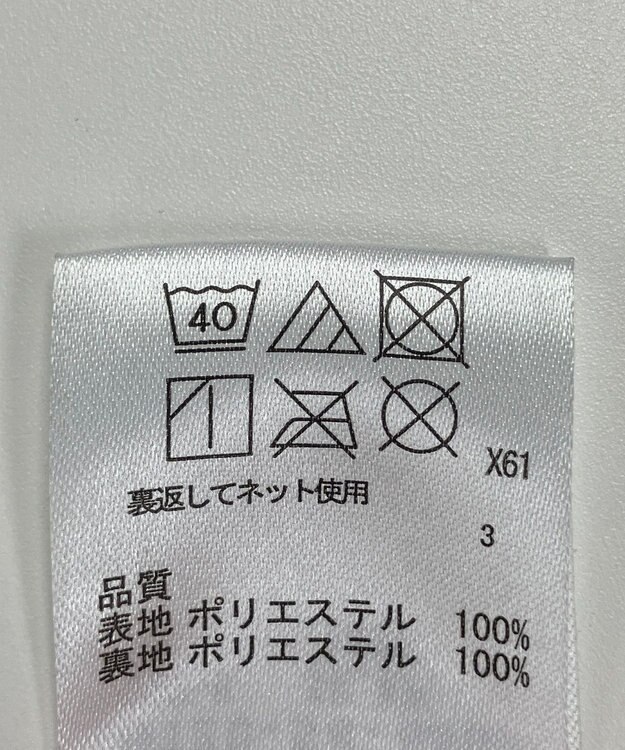 40
X61
裏返してネット使用
3
品質
表地 ポリエステル 100%
裏地 ポリエステル 100%